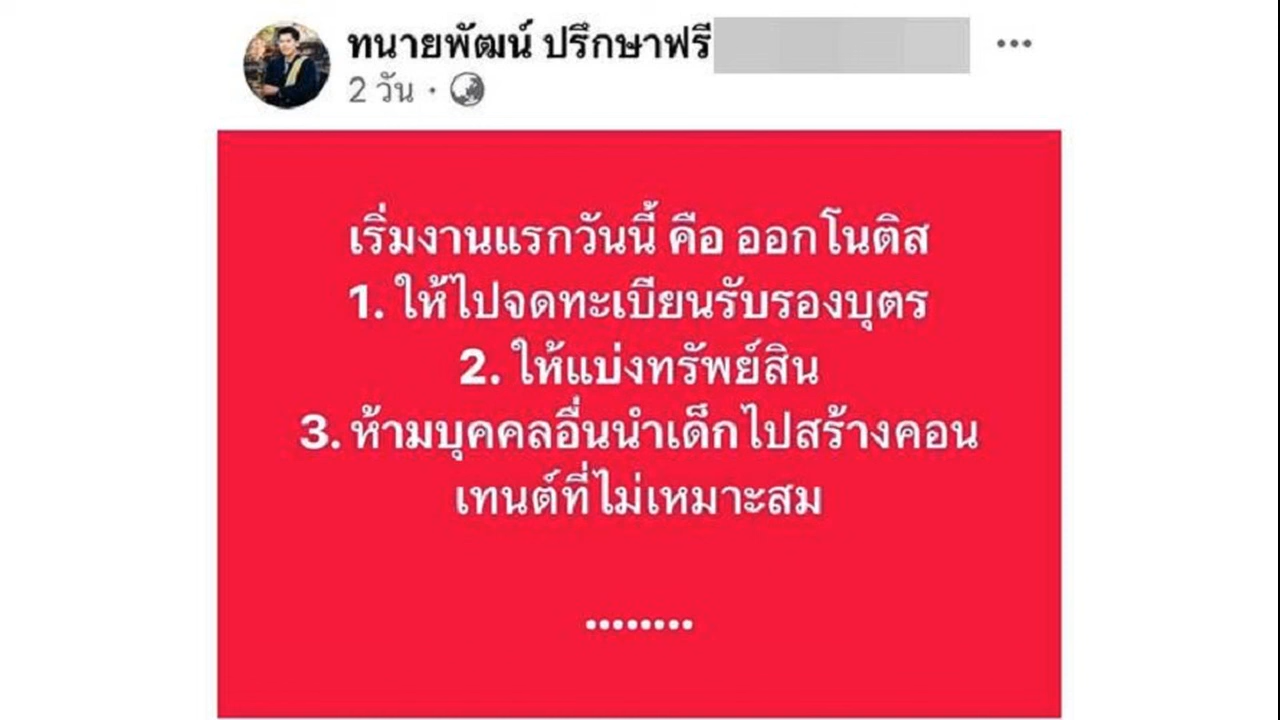 ทนายพัฒน์ ปรึกษาฟรี
2 วัน ·
เริ่มงานแรกวันนี้ คือ ออกโนติส
1. ให้ไปจดทะเบียนรับรองบุตร
2. ให้แบ่งทรัพย์สิน
3. ห้ามบุคคลอื่นนำเด็กไปสร้างคอน
เทนต์ที่ไม่เหมาะสม
........